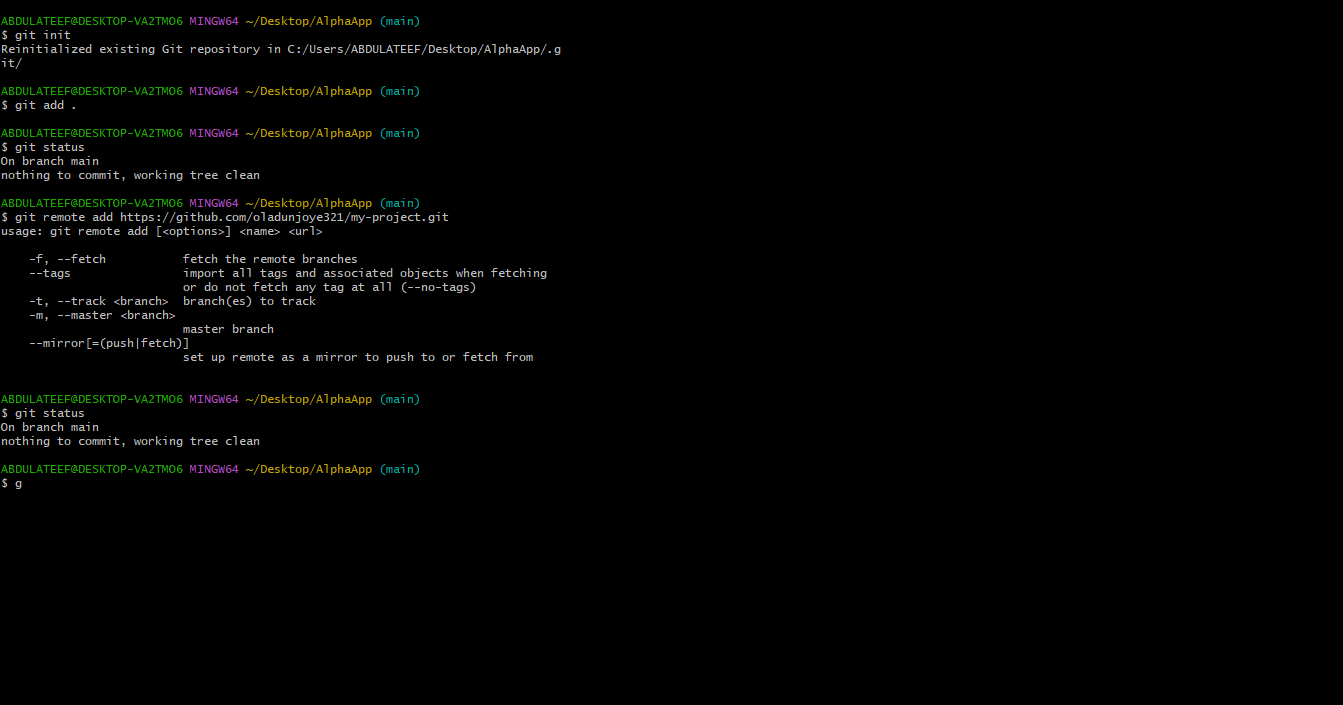 ABDULATEEF@DESKTOP-VA2TMO6 MINGW64 ~/Desktop/AlphaApp (main)
$ git init
Reinitialized existing Git repository in C:/Users/ABDULATEEF/Desktop/AlphaApp/.g
it/
ABDULATEEF@DESKTOP-VA2TMO6 MINGW64 ~/Desktop/AlphaApp (main)
$ git add .
ABDULATEEF@DESKTOP-VA2TMO6 MINGW64 ~/Desktop/AlphaApp (main)
$ git status
On branch main
nothing to commit, working tree clean
ABDULATEEF@DESKTOP-VA2TMO6 MINGW64 ~/Desktop/AlphaApp (main)
$ git remote add https://github.com/oladunjoye321/my-project.git
usage: git remote add [<options>] <name> <url>
    -f, --fetch           fetch the remote branches
    --tags                import all tags and associated objects when fetching
                          or do not fetch any tag at all (--no-tags)
    -t, --track <branch>  branch(es) to track
    -m, --master <branch>
                          master branch
    --mirror[=(push|fetch)]
                          set up remote as a mirror to push to or fetch from
ABDULATEEF@DESKTOP-VA2TMO6 MINGW64 ~/Desktop/AlphaApp (main)
$ git status
On branch main
nothing to commit, working tree clean
ABDULATEEF@DESKTOP-VA2TMO6 MINGW64 ~/Desktop/AlphaApp (main)
$ g